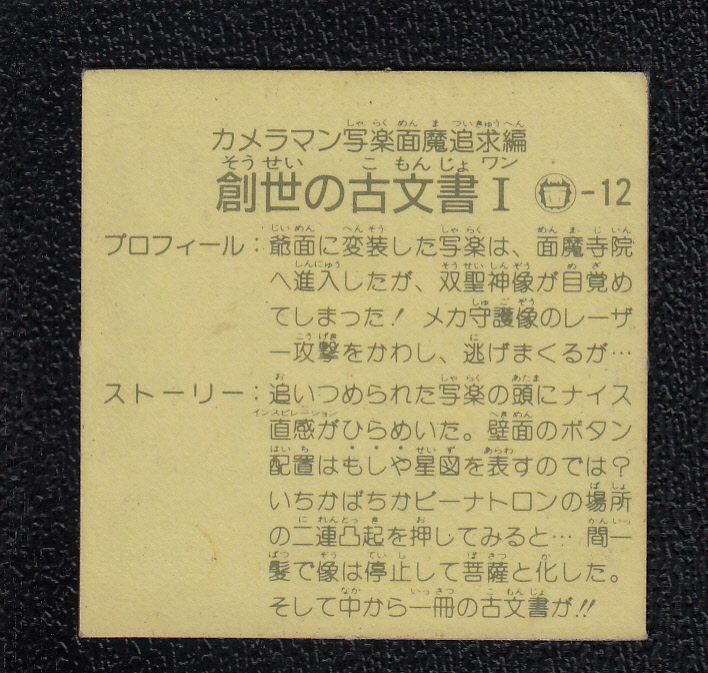 カメラマン写楽面魔追求編
創世の古文書Ⅰ -12
プロフィール：爺面に変装した写楽は、面魔寺院
へ進入したが、双聖神像が目覚め
てしまった！ メカ守護像のレーザ
ー攻撃をかわし、逃げまくるが…
ストーリー：追いつめられた写楽の頭にナイス
直感がひらめいた。壁面のボタン
配置はもしや星図を表すのでは？
いちかばちかビーナトロンの場所
の二連凸起を押してみると… 間一
髪で像は停止して菩薩と化した。
そして中から一冊の古文書が!!